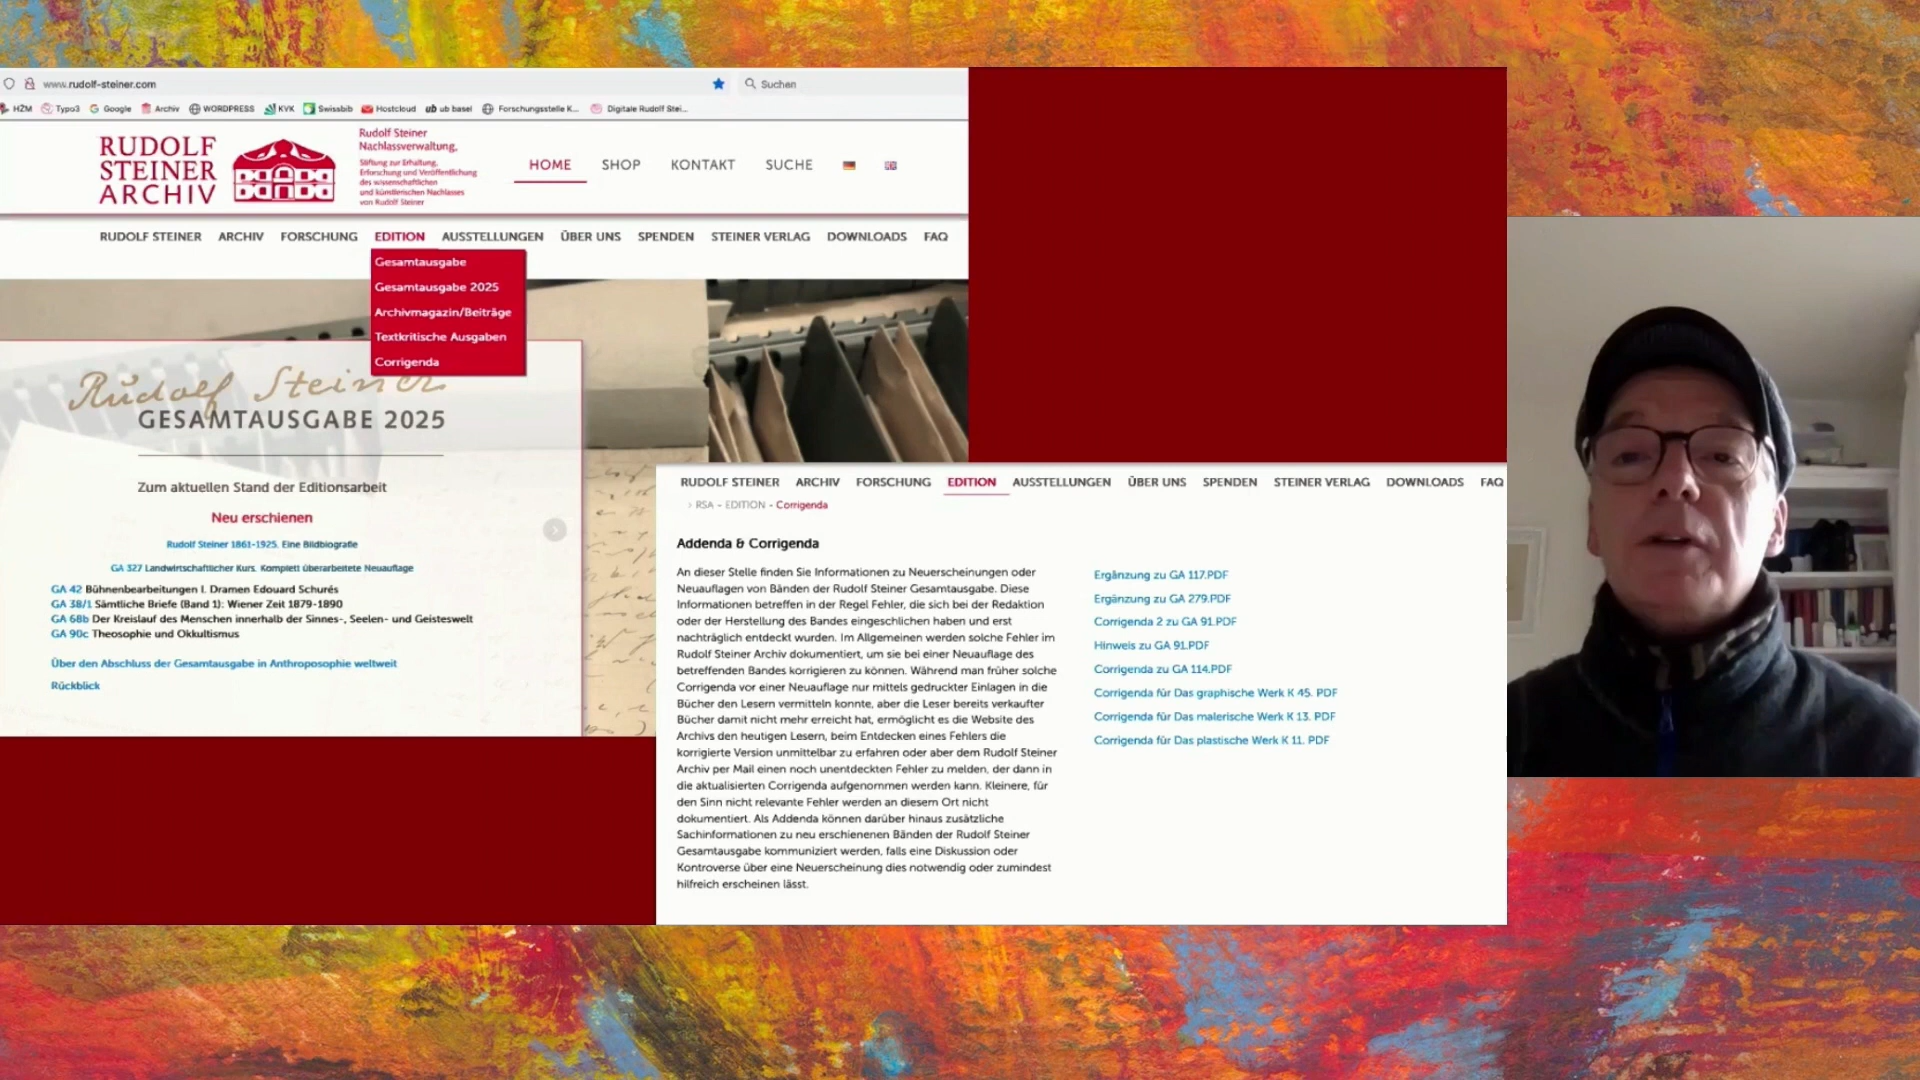 www.rudolf-steiner.com
Suchen
HZM Typo3 Google Archiv WORDPRESS KVK Swissbib Hostcloud ub ub basel Forschungsstelle K... Digitale Rudolf Stei...
RUDOLF
STEINER
ARCHIV
Rudolf Steiner
Nachlassverwaltung,
Stiftung zur Erhaltung,
Erforschung und Veröffentlichung
des wissenschaftlichen
und künstlerischen Nachlasses
von Rudolf Steiner
HOME SHOP KONTAKT SUCHE
RUDOLF STEINER ARCHIV FORSCHUNG EDITION AUSSTELLUNGEN ÜBER UNS SPENDEN STEINER VERLAG DOWNLOADS FAQ
Gesamtausgabe
Gesamtausgabe 2025
Archivmagazin/Beiträge
Textkritische Ausgaben
Corrigenda
Rudolf Steiner
GESAMTAUSGABE 2025
Zum aktuellen Stand der Editionsarbeit
Neu erschienen
Rudolf Steiner 1861-1925. Eine Bildbiografie
GA 327 Landwirtschaftlicher Kurs. Komplett überarbeitete Neuauflage
GA 42 Bühnenbearbeitungen I. Dramen Edouard Schurés
GA 38/1 Sämtliche Briefe (Band 1): Wiener Zeit 1879-1890
GA 68b Der Kreislauf des Menschen innerhalb der Sinnes-, Seelen- und Geisteswelt
GA 90c Theosophie und Okkultismus
Über den Abschluss der Gesamtausgabe in Anthroposophie weltweit
Rückblick
RUDOLF STEINER ARCHIV FORSCHUNG EDITION AUSSTELLUNGEN ÜBER UNS SPENDEN STEINER VERLAG DOWNLOADS FAQ
› RSA - EDITION - Corrigenda
Addenda & Corrigenda
An dieser Stelle finden Sie Informationen zu Neuerscheinungen oder
Neuauflagen von Bänden der Rudolf Steiner Gesamtausgabe. Diese
Informationen betreffen in der Regel Fehler, die sich bei der Redaktion
oder der Herstellung des Bandes eingeschlichen haben und erst
nachträglich entdeckt wurden. Im Allgemeinen werden solche Fehler im
Rudolf Steiner Archiv dokumentiert, um sie bei einer Neuauflage des
betreffenden Bandes korrigieren zu können. Während man früher solche
Corrigenda vor einer Neuauflage nur mittels gedruckter Einlagen in die
Bücher den Lesern vermitteln konnte, aber die Leser bereits verkaufter
Bücher damit nicht mehr erreicht hat, ermöglicht es die Website des
Archivs den heutigen Lesern, beim Entdecken eines Fehlers die
korrigierte Version unmittelbar zu erfahren oder aber dem Rudolf Steiner
Archiv per Mail einen noch unentdeckten Fehler zu melden, der dann in
die aktualisierten Corrigenda aufgenommen werden kann. Kleinere, für
den Sinn nicht relevante Fehler werden an diesem Ort nicht
dokumentiert. Als Addenda können darüber hinaus zusätzliche
Sachinformationen zu neu erschienenen Bänden der Rudolf Steiner
Gesamtausgabe kommuniziert werden, falls eine Diskussion oder
Kontroverse über eine Neuerscheinung dies notwendig oder zumindest
hilfreich erscheinen lässt.
Ergänzung zu GA 117.PDF
Ergänzung zu GA 279.PDF
Corrigenda 2 zu GA 91.PDF
Hinweis zu GA 91.PDF
Corrigenda zu GA 114.PDF
Corrigenda für Das graphische Werk K 45. PDF
Corrigenda für Das malerische Werk K 13. PDF
Corrigenda für Das plastische Werk K 11. PDF